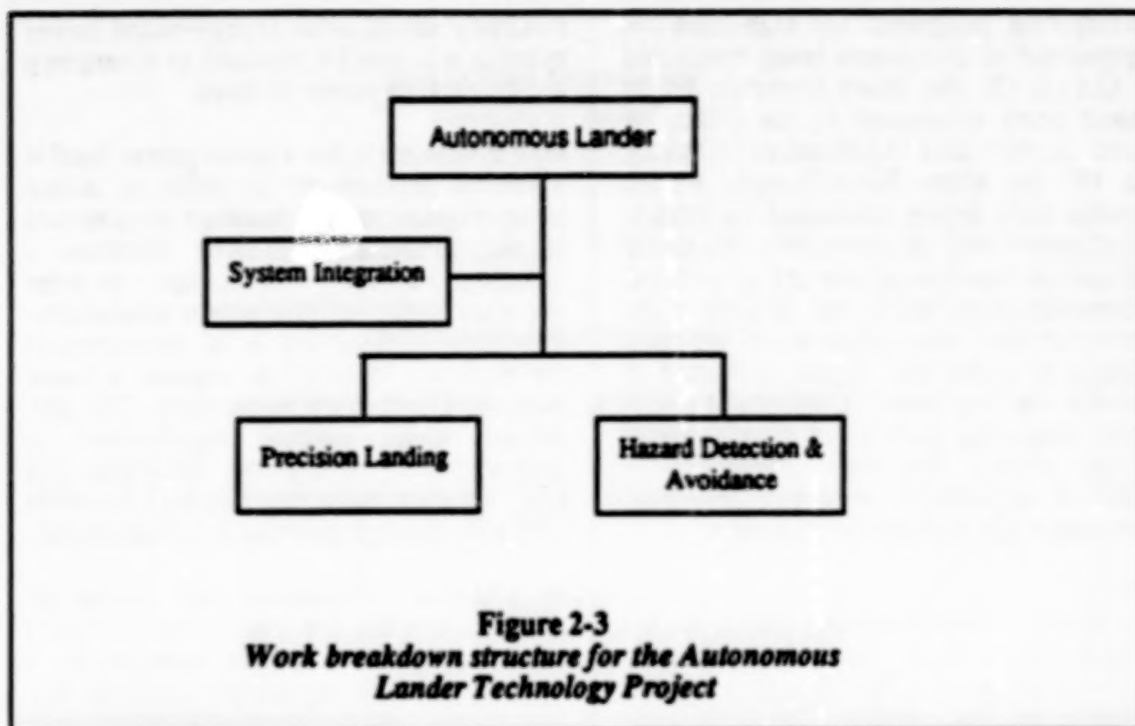 Autonomous Lander
System Integration
Precision Landing
Hazard Detection &
Avoidance
Figure 2-3
Work breakdown structure for the Autonomous
Lander Technology Project